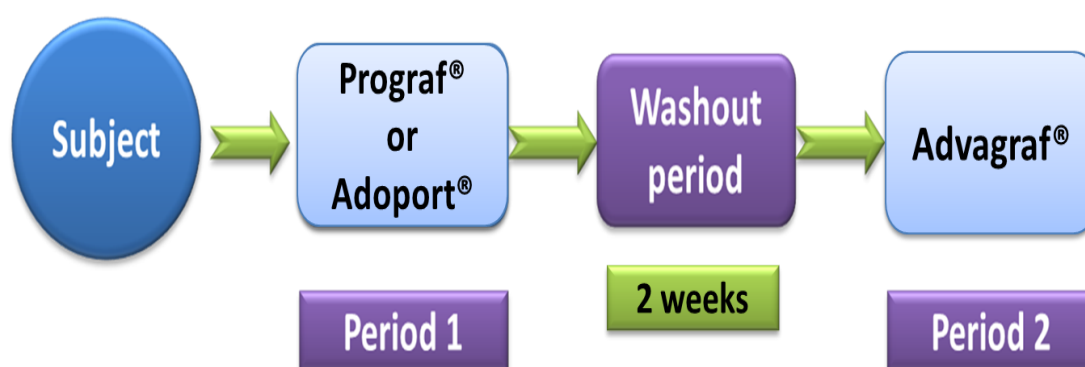 Subject
Prograf®
or
Adoport®
Washout
period
Advagraf®
2 weeks
Period 1
Period 2